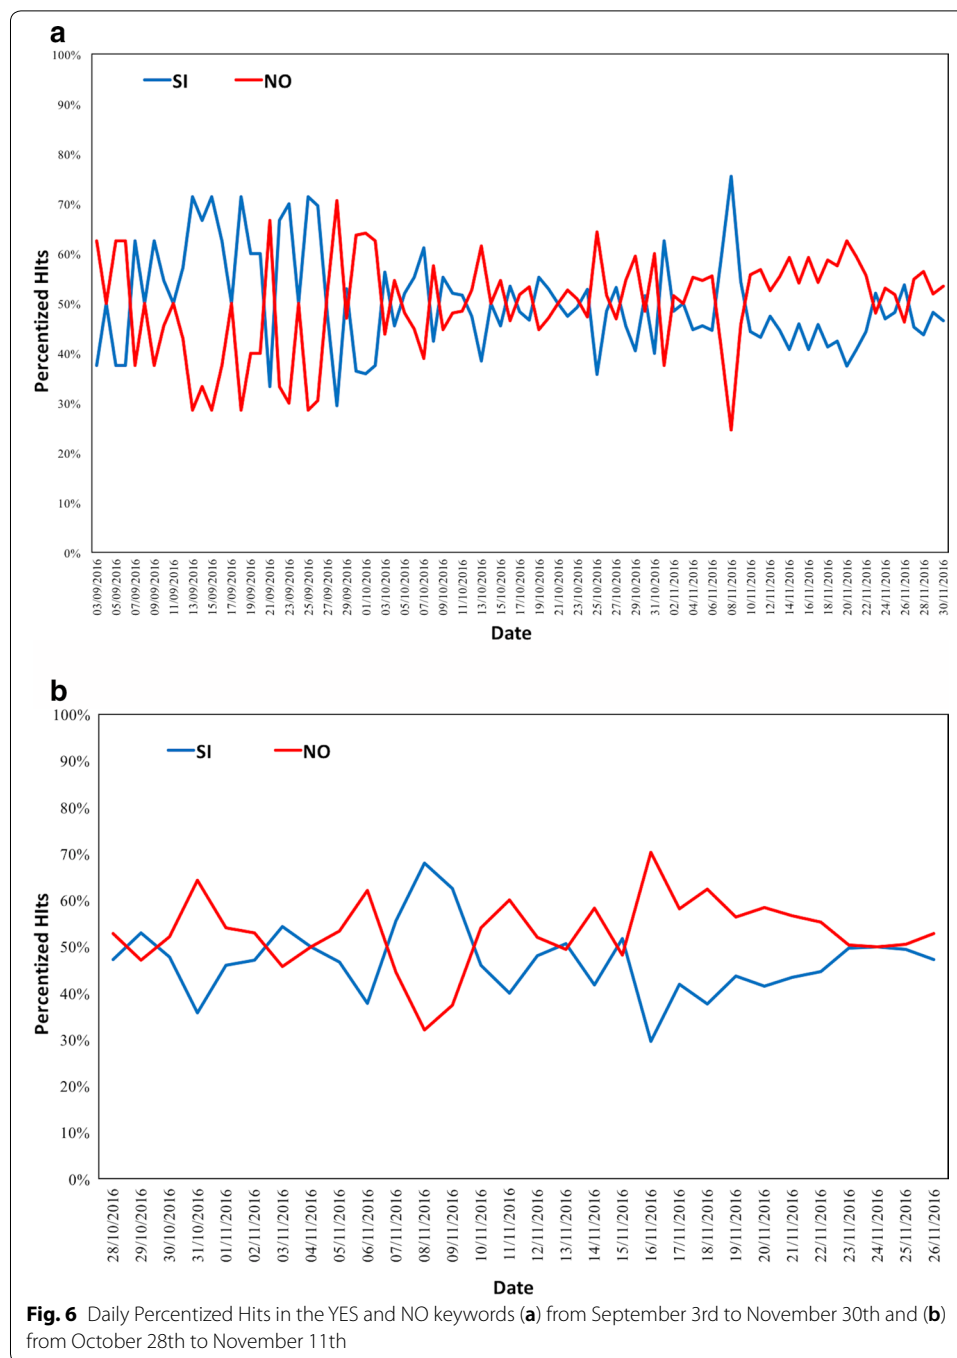 a
100%
90%
80%
70%
60%
50%
40%
30%
20%
10%
0%
SI NO
Percentized Hits
03/09/2016 05/09/2016 07/09/2016 09/09/2016 11/09/2016 13/09/2016 15/09/2016 17/09/2016 19/09/2016 21/09/2016 23/09/2016 25/09/2016 27/09/2016 29/09/2016 01/10/2016 03/10/2016 05/10/2016 07/10/2016 09/10/2016 11/10/2016 13/10/2016 15/10/2016 17/10/2016 19/10/2016 21/10/2016 23/10/2016 25/10/2016 27/10/2016 29/10/2016 31/10/2016 02/11/2016 04/11/2016 06/11/2016 08/11/2016 10/11/2016 12/11/2016 14/11/2016 16/11/2016 18/11/2016 20/11/2016 22/11/2016 24/11/2016 26/11/2016 28/11/2016 30/11/2016
Date
b
100%
90%
80%
70%
60%
50%
40%
30%
20%
10%
0%
SI NO
Percentized Hits
28/10/2016 29/10/2016 30/10/2016 31/10/2016 01/11/2016 02/11/2016 03/11/2016 04/11/2016 05/11/2016 06/11/2016 07/11/2016 08/11/2016 09/11/2016 10/11/2016 11/11/2016 12/11/2016 13/11/2016 14/11/2016 15/11/2016 16/11/2016 17/11/2016 18/11/2016 19/11/2016 20/11/2016 21/11/2016 22/11/2016 23/11/2016 24/11/2016 25/11/2016 26/11/2016
Date
Fig. 6 Daily Percentized Hits in the YES and NO keywords (a) from September 3rd to November 30th and (b)
from October 28th to November 11th